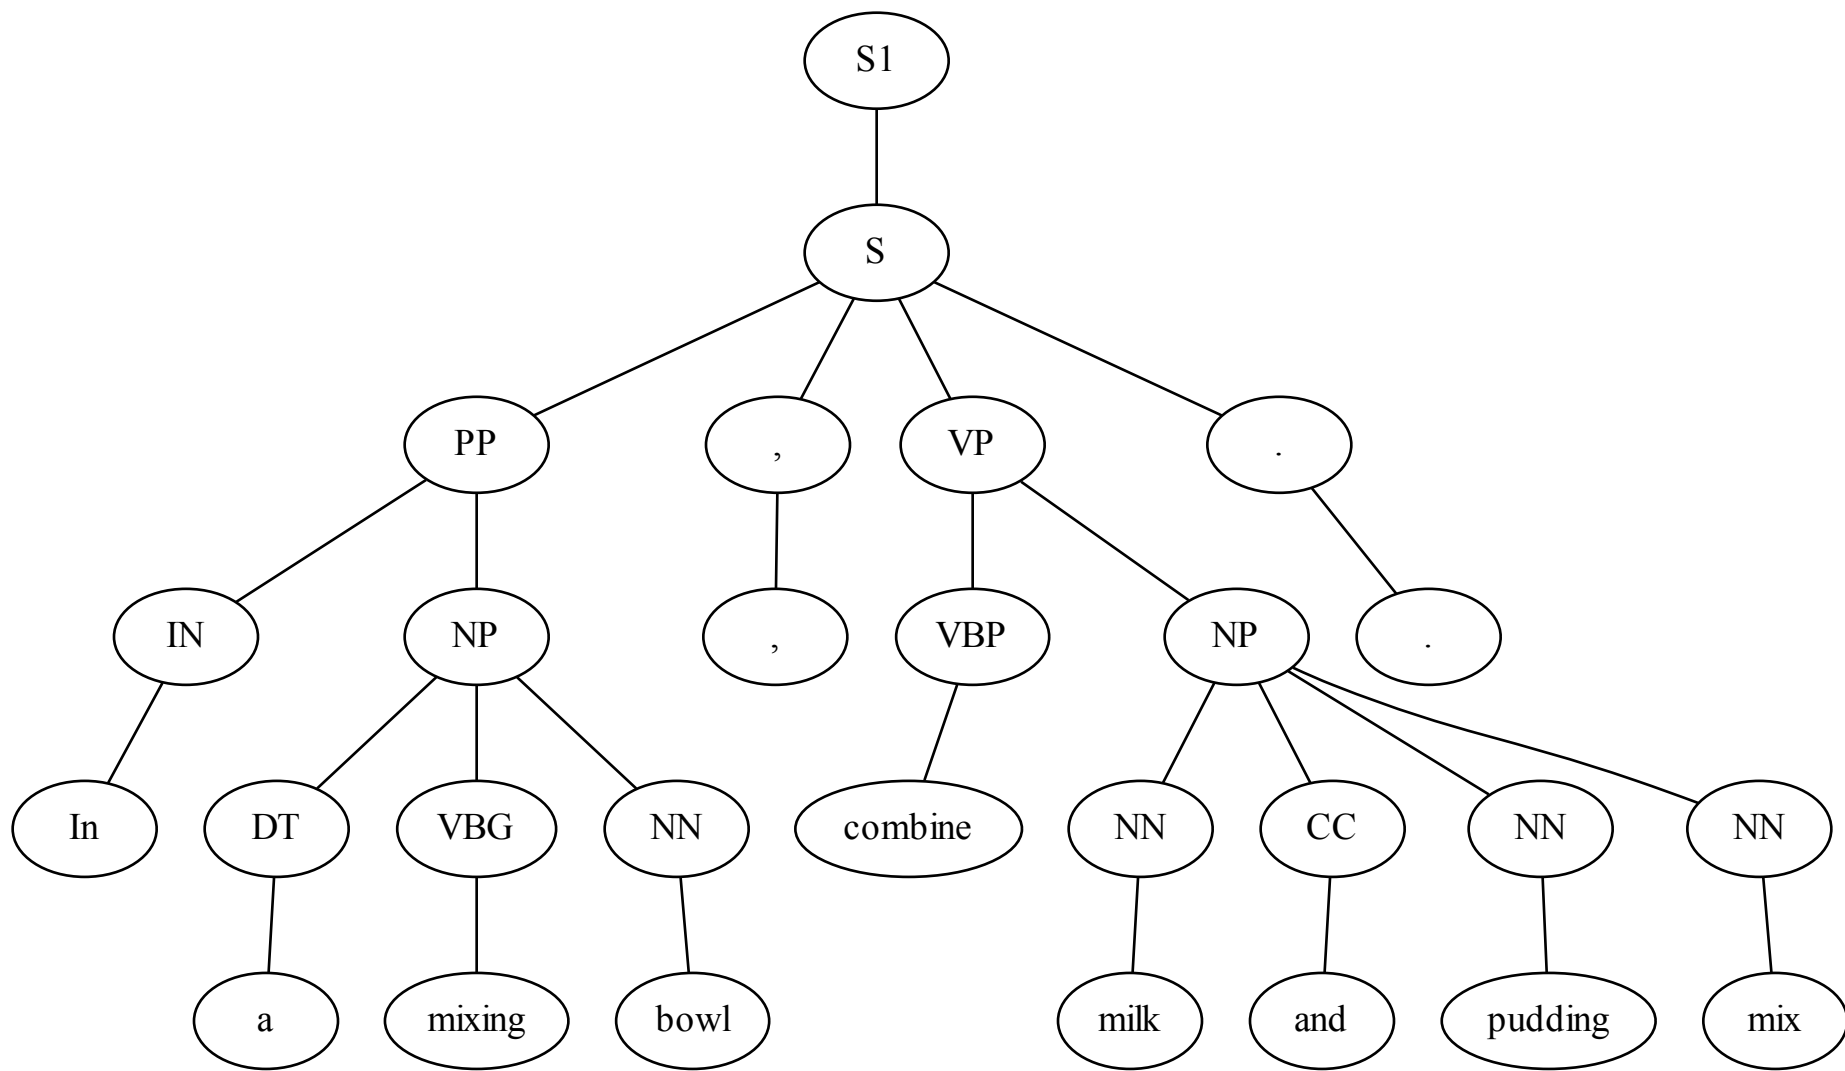 S1
S
PP , VP .
IN NP , VBP NP .
In DT VBG NN combine NN CC NN NN
a mixing bowl milk and pudding mix